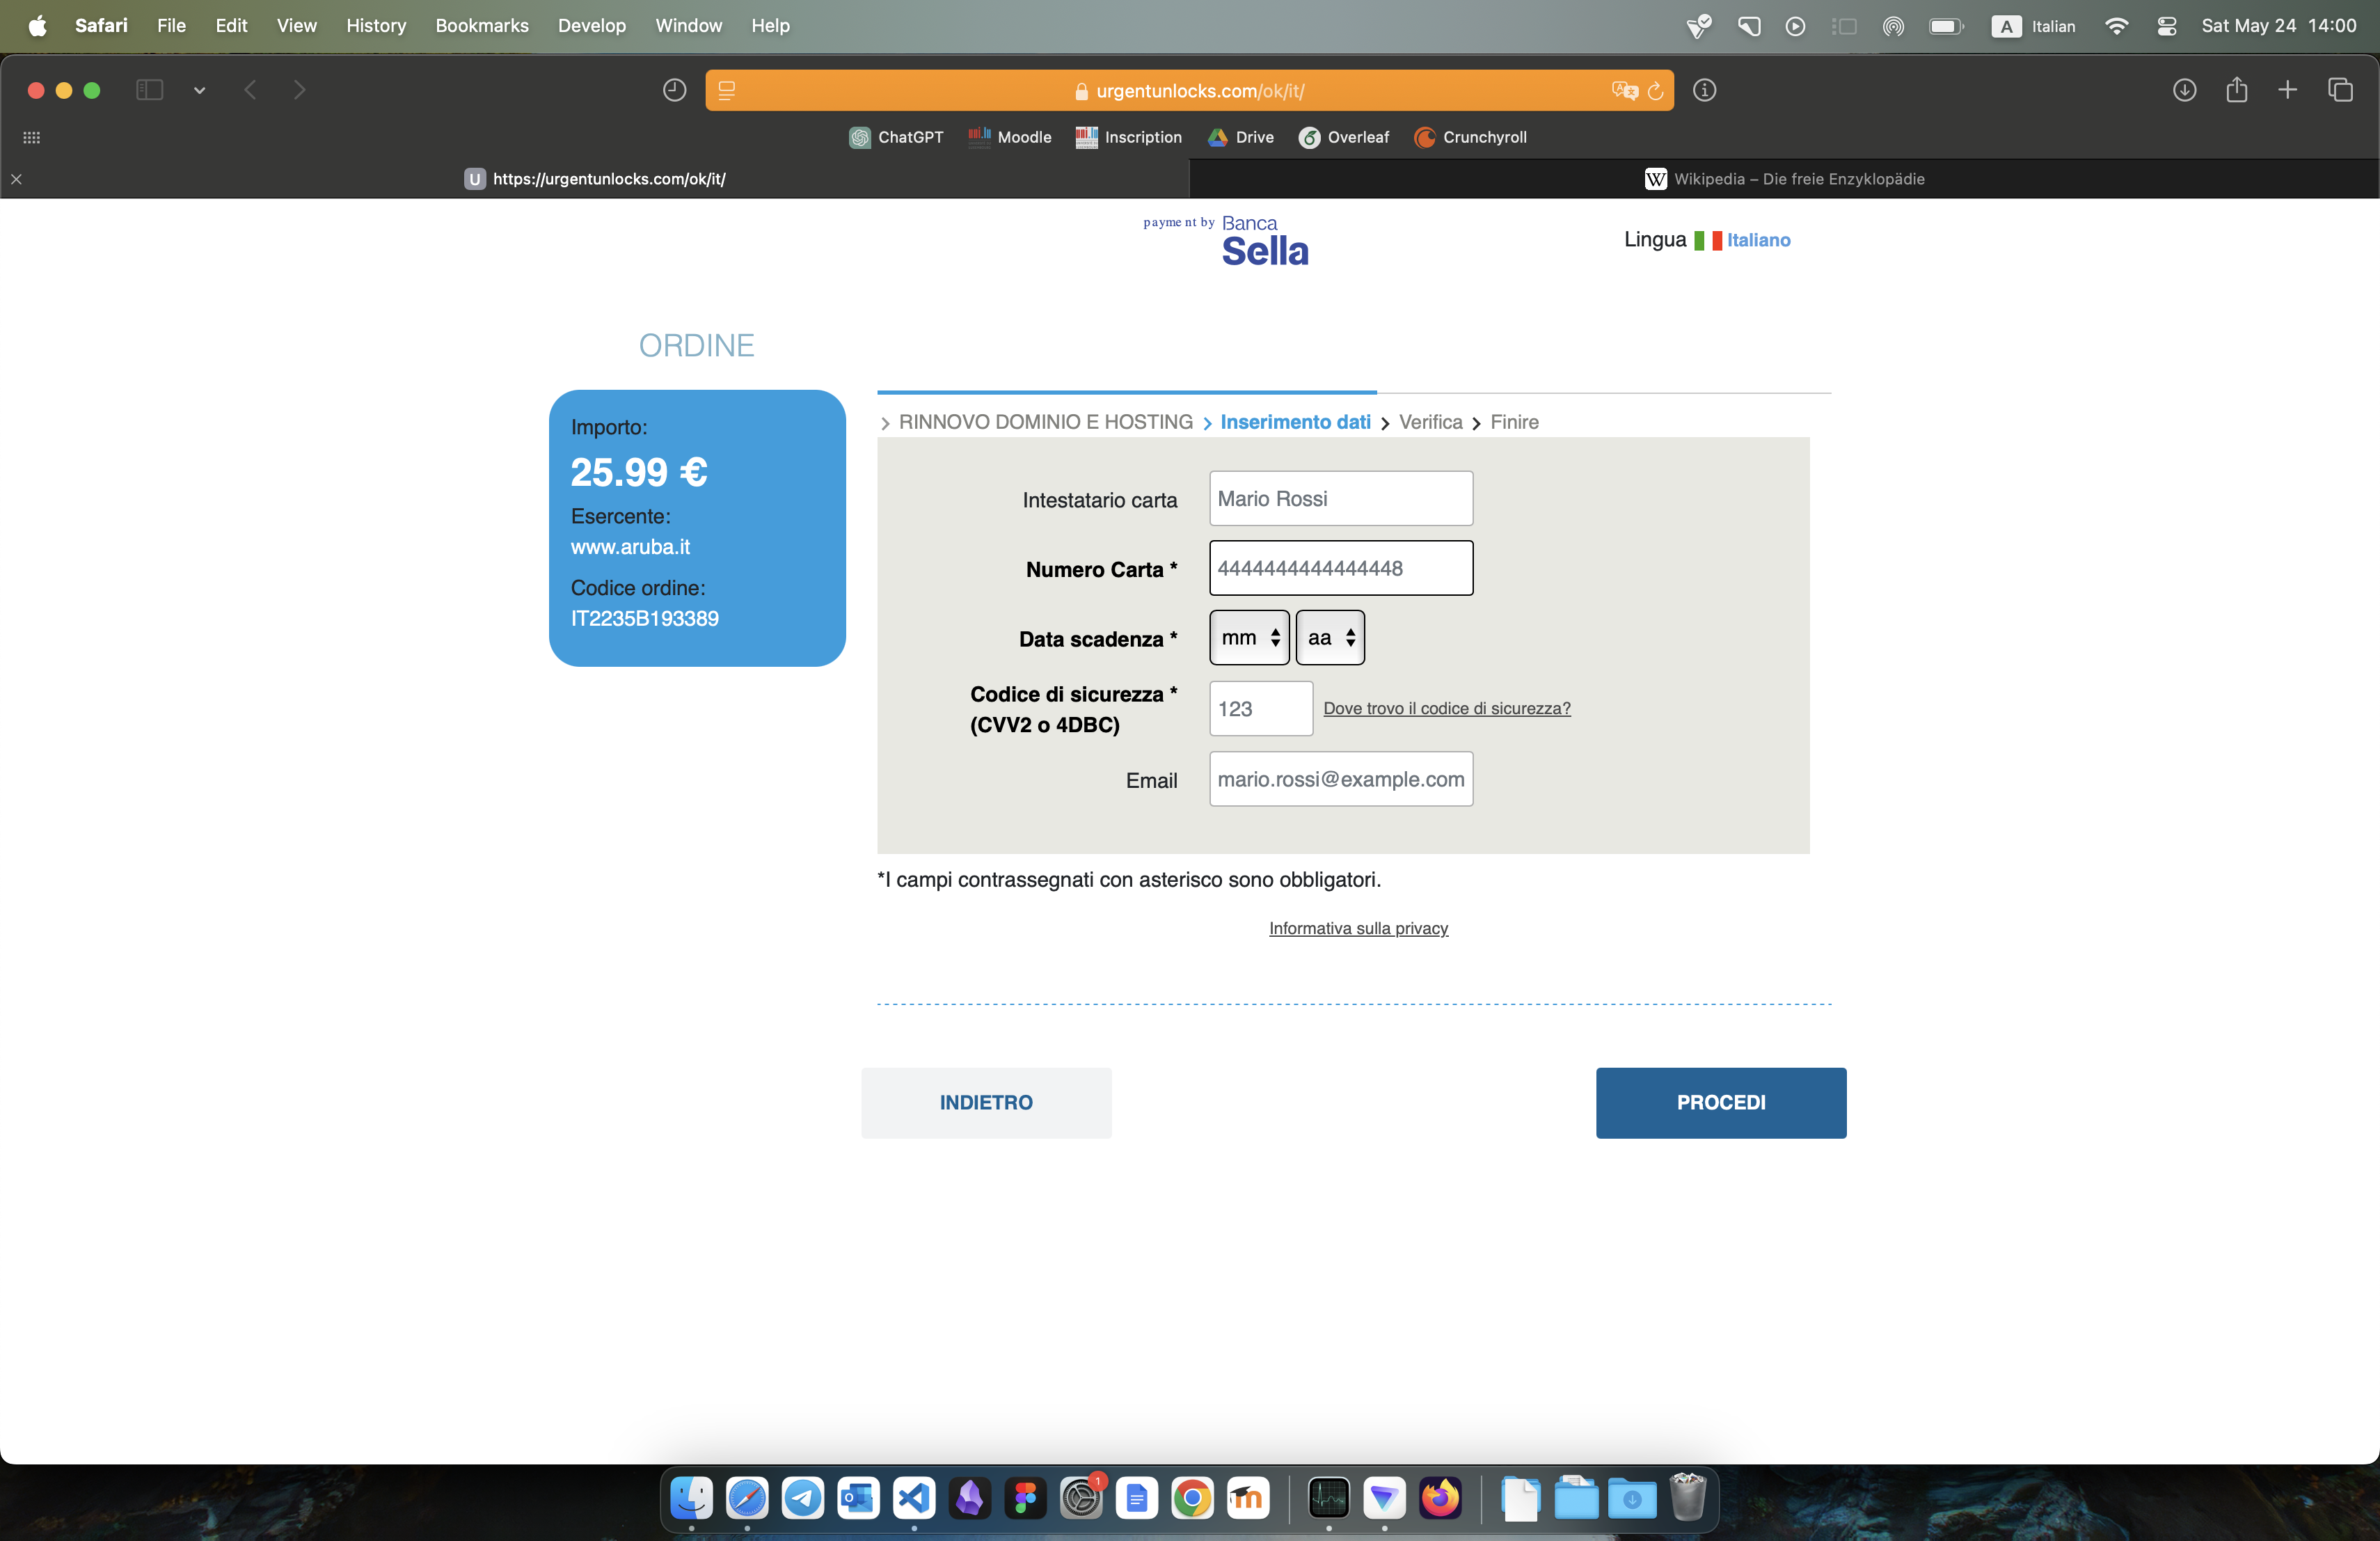 Safari File Edit View History Bookmarks Develop Window Help A Italian Sat May 24 14:00
urgentunlocks.com/ok/it/
ChatGPT Moodle Inscription Drive Overleaf Crunchyroll
U https://urgentunlocks.com/ok/it/ W Wikipedia – Die freie Enzyklopädie
payment by Banca Sella
Lingua Italiano
ORDINE
Importo:
25.99 €
Esercente:
www.aruba.it
Codice ordine:
IT2235B193389
RINNOVO DOMINIO E HOSTING Inserimento dati Verifica Finire
Intestatario carta Mario Rossi
Numero Carta * 4444444444444448
Data scadenza * mm aa
Codice di sicurezza *
(CVV2 o 4DBC) 123 Dove trovo il codice di sicurezza?
Email mario.rossi@example.com
*I campi contrassegnati con asterisco sono obbligatori.
Informativa sulla privacy
INDIETRO PROCEDI
1